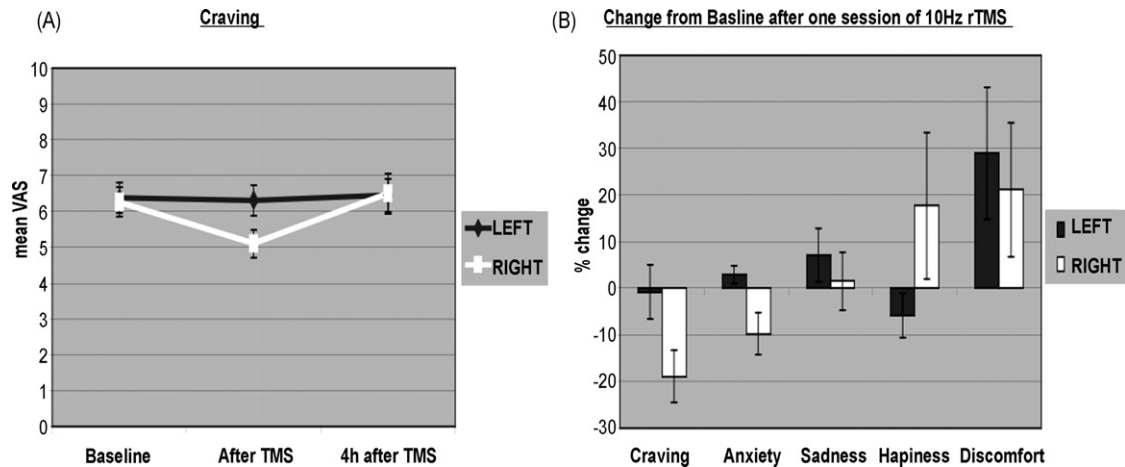 (A) Craving
mean VAS
10
9
8
7
6
5
4
3
2
1
0
Baseline After TMS 4h after TMS
LEFT
RIGHT
(B) Change from Basline after one session of 10Hz rTMS
% change
50
40
30
20
10
0
-10
-20
-30
Craving Anxiety Sadness Hapiness Discomfort
LEFT
RIGHT